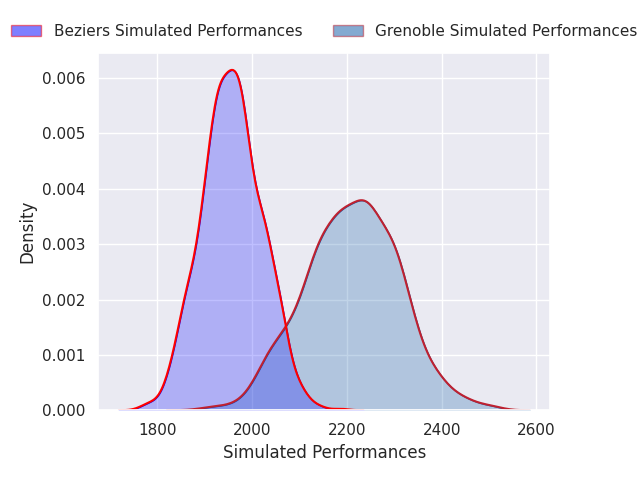 Beziers Simulated Performances Grenoble Simulated Performances
0.006
0.005
0.004
0.003
0.002
0.001
0.000
Density
1800 2000 2200 2400 2600
Simulated Performances